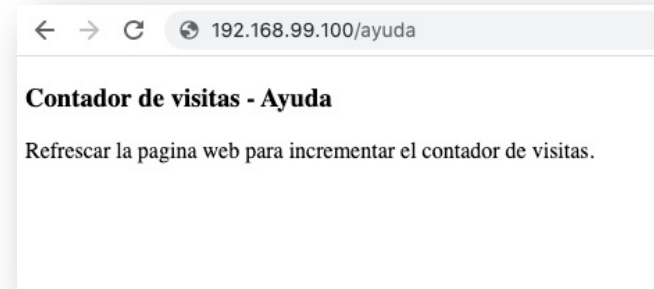 192.168.99.100/ayuda
Contador de visitas - Ayuda
Refrescar la pagina web para incrementar el contador de visitas.